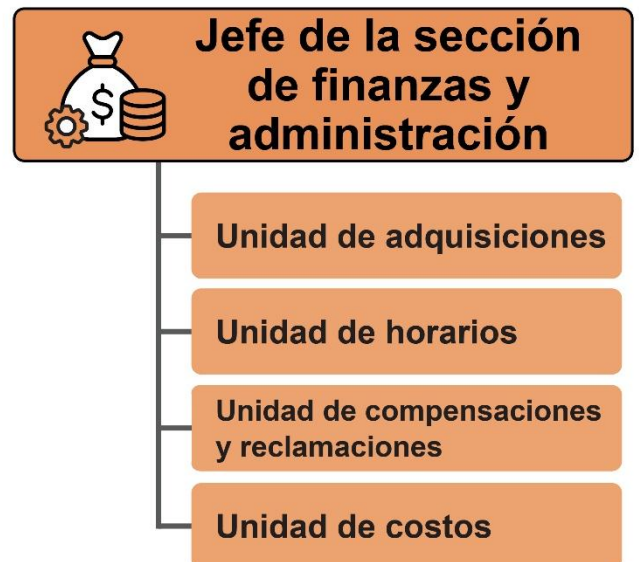 Jefe de la sección
de finanzas y
administración
$
Unidad de adquisiciones
Unidad de horarios
Unidad de compensaciones
y reclamaciones
Unidad de costos